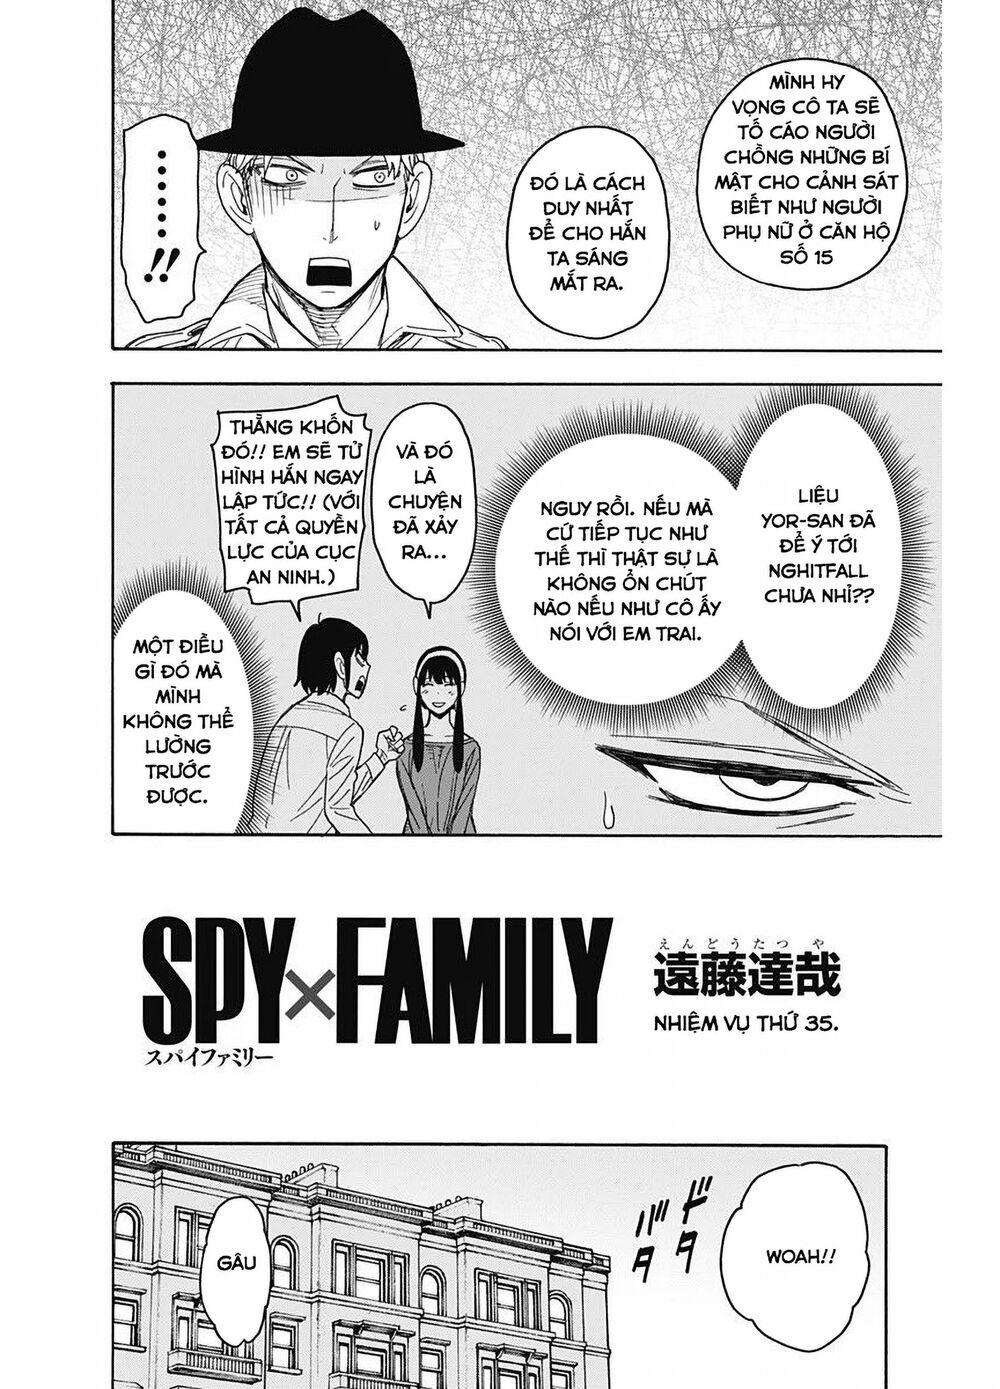 MÌNH HY
VỌNG CÔ TA SẼ
TỐ CÁO NGƯỜI
CHỒNG NHỮNG BÍ
MẬT CHO CẢNH SÁT
BIẾT NHƯ NGƯỜI
PHỤ NỮ Ở CĂN HỘ
SỐ 15
ĐÓ LÀ CÁCH
DUY NHẤT
ĐỂ CHO HẮN
TA SÁNG
MẮT RA.
......!!
LIỆU
YOR-SAN ĐÃ
ĐỂ Ý TỚI
NGHITFALL
CHƯA NHỈ??
NGUY RỒI. NẾU MÀ
CỨ TIẾP TỤC NHƯ
THẾ THÌ THẬT SỰ LÀ
KHÔNG ỔN CHÚT
NÀO NẾU NHƯ CÔ ẤY
NÓI VỚI EM TRAI.
VÀ ĐÓ
LÀ
CHUYỆN
ĐÃ XẢY
RA...
THẰNG KHỐN
ĐÓ!! EM SẼ TỬ
HÌNH HẮN NGAY
LẬP TỨC!! (VỚI
TẤT CẢ QUYỀN
LỰC CỦA CỤC
AN NINH.)
MỘT ĐIỀU
GÌ ĐÓ MÀ
MÌNH
KHÔNG THỂ
LƯỜNG
TRƯỚC
ĐƯỢC.
SPY×FAMILY
スパイファミリー
えんどうたつや
遠藤達哉
NHIỆM VỤ THỨ 35.
WOAH!!
ドタ
バタ
GÂU